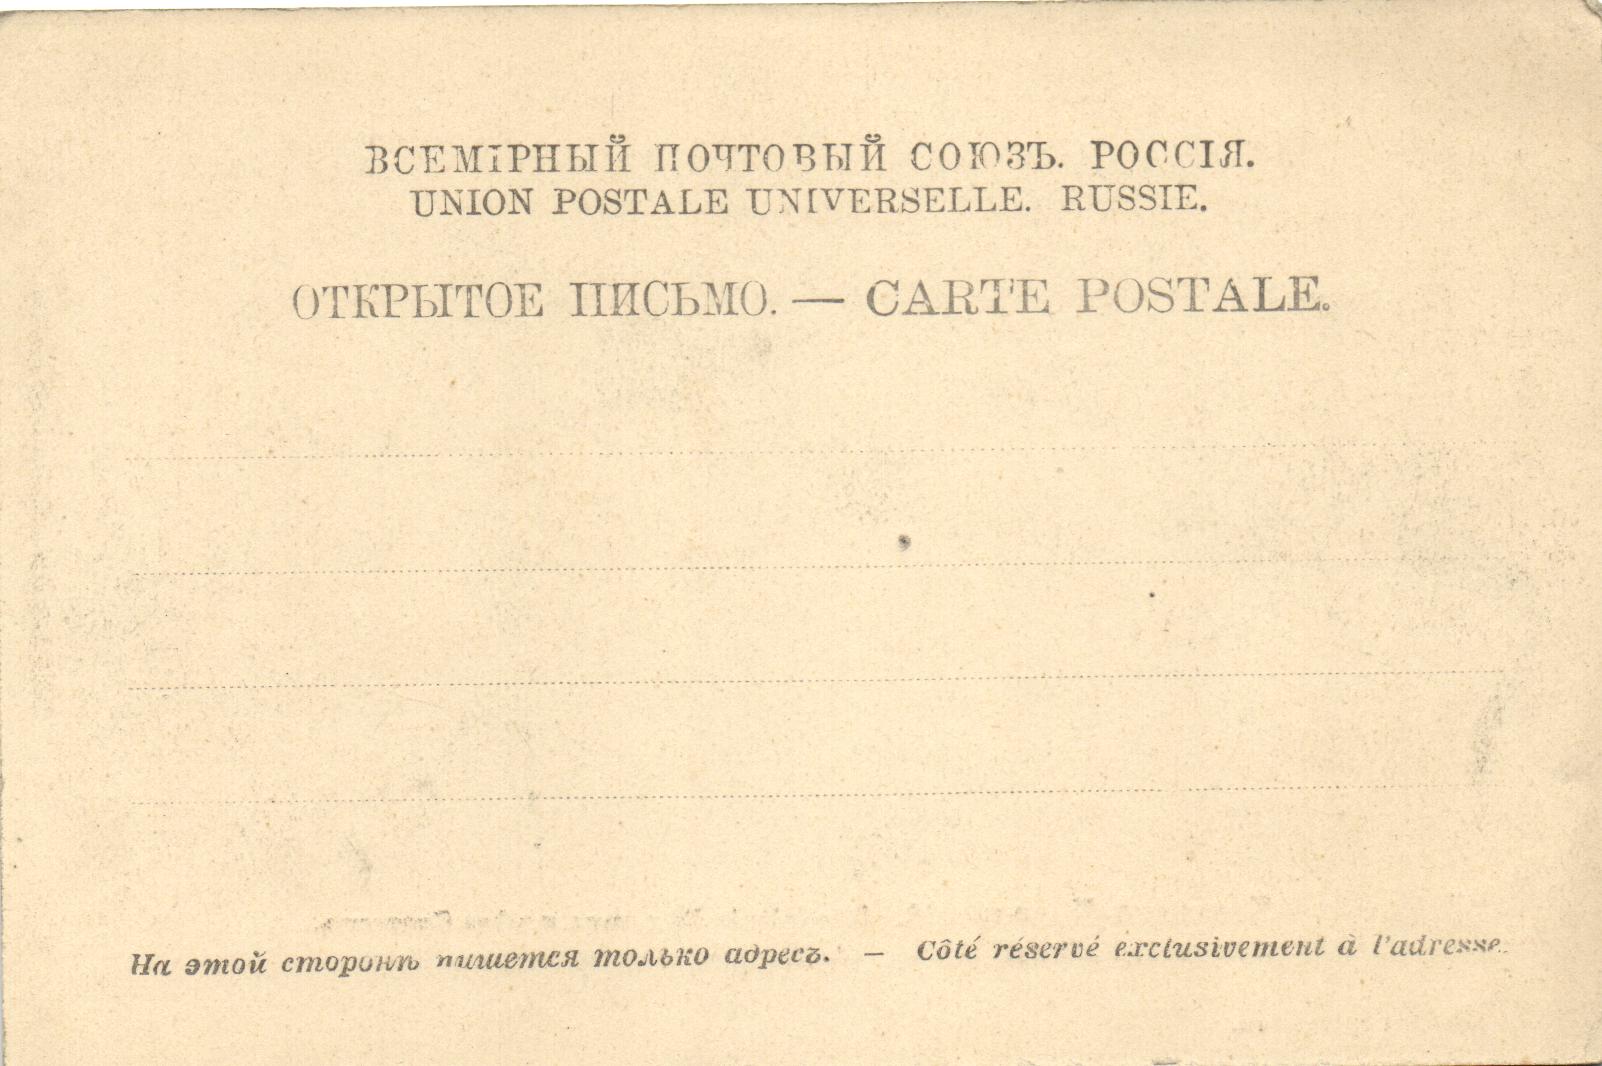 ВСЕМІРНЫЙ ПОЧТОВЫЙ СОЮЗЪ. РОССІЯ.
UNION POSTALE UNIVERSELLE. RUSSIE.
ОТКРЫТОЕ ПИСЬМО. — CARTE POSTALE.
На этой сторонѣ пишется только адресъ. — Côté réservé exclusivement à l'adresse.